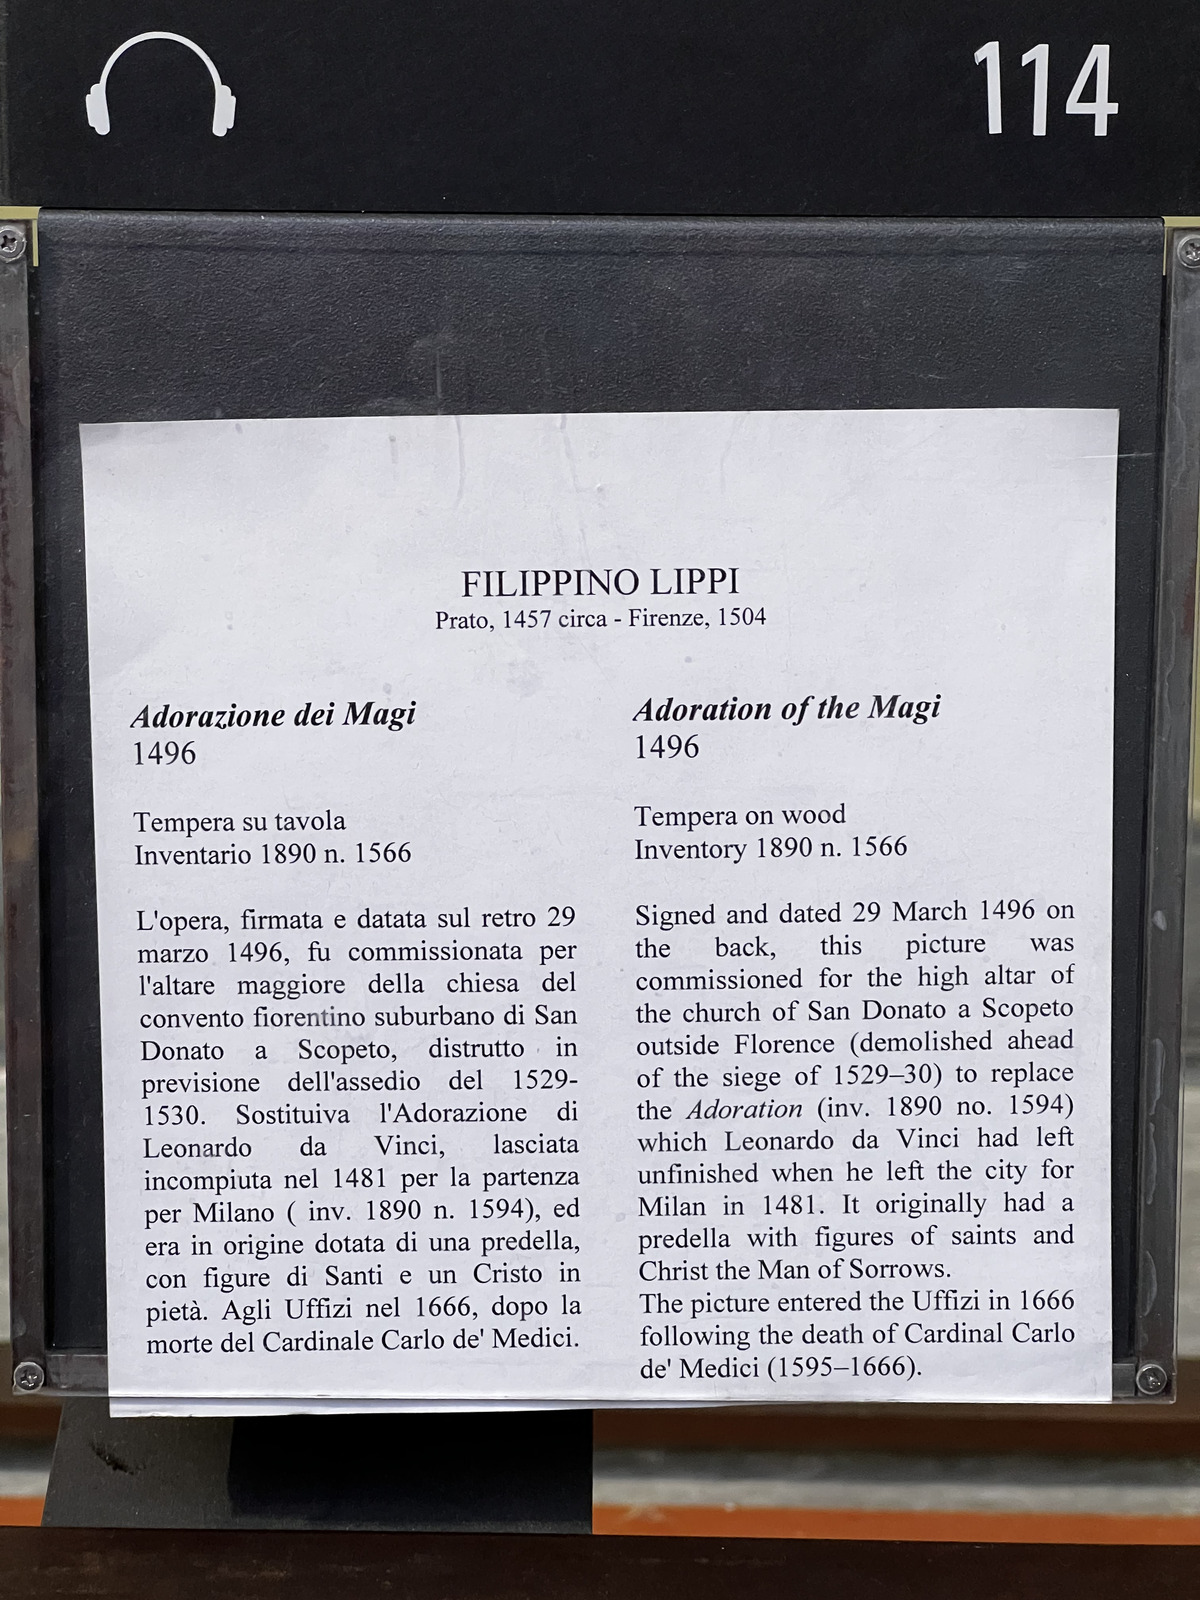 114
FILIPPINO LIPPI
Prato, 1457 circa - Firenze, 1504
Adorazione dei Magi
1496
Tempera su tavola
Inventario 1890 n. 1566
L'opera, firmata e datata sul retro 29
marzo 1496, fu commissionata per
l'altare maggiore della chiesa del
convento fiorentino suburbano di San
Donato a Scopeto, distrutto in
previsione dell'assedio del 1529-
1530. Sostituiva l'Adorazione di
Leonardo da Vinci, lasciata
incompiuta nel 1481 per la partenza
per Milano ( inv. 1890 n. 1594), ed
era in origine dotata di una predella,
con figure di Santi e un Cristo in
pietà. Agli Uffizi nel 1666, dopo la
morte del Cardinale Carlo de' Medici.
Adoration of the Magi
1496
Tempera on wood
Inventory 1890 n. 1566
Signed and dated 29 March 1496 on
the back, this picture was
commissioned for the high altar of
the church of San Donato a Scopeto
outside Florence (demolished ahead
of the siege of 1529–30) to replace
the Adoration (inv. 1890 no. 1594)
which Leonardo da Vinci had left
unfinished when he left the city for
Milan in 1481. It originally had a
predella with figures of saints and
Christ the Man of Sorrows.
The picture entered the Uffizi in 1666
following the death of Cardinal Carlo
de' Medici (1595–1666).